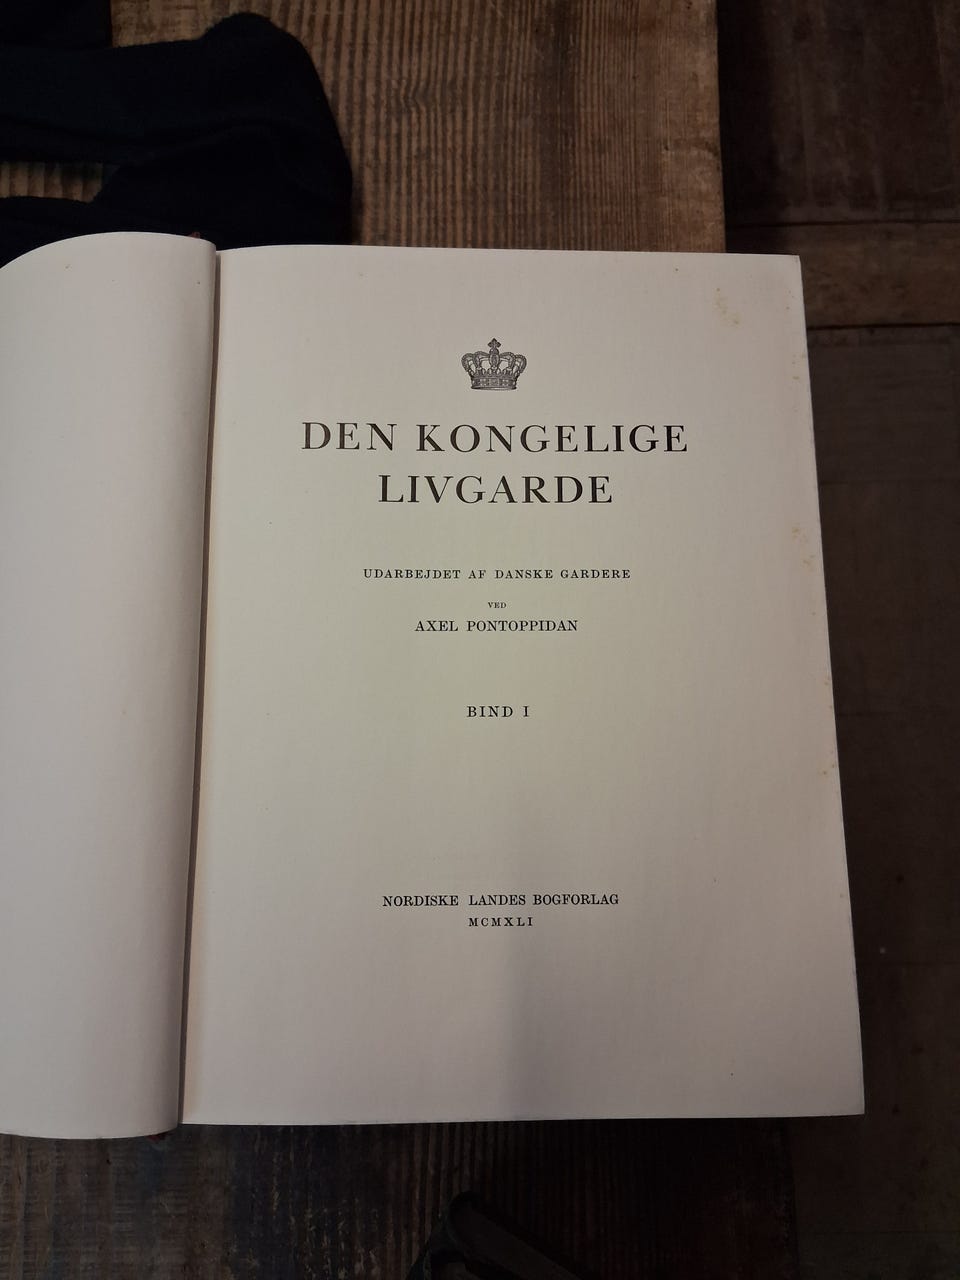 DEN KONGELIGE
LIVGARDE
UDARBEJDET AF DANSKE GARDERE
VED
AXEL PONTOPPIDAN
BIND I
NORDISKE LANDES BOGFORLAG
MCMXLI